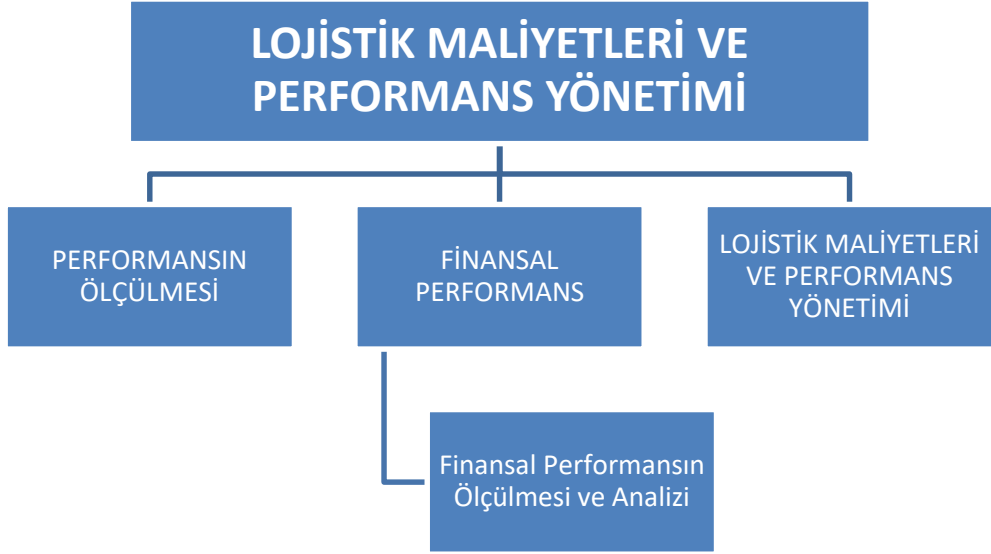 LOJİSTİK MALİYETLERİ VE
PERFORMANS YÖNETİMİ
PERFORMANSIN
ÖLÇÜLMESİ
FİNANSAL
PERFORMANS
LOJİSTİK MALİYETLERİ
VE PERFORMANS
YÖNETİMİ
Finansal Performansın
Ölçülmesi ve Analizi